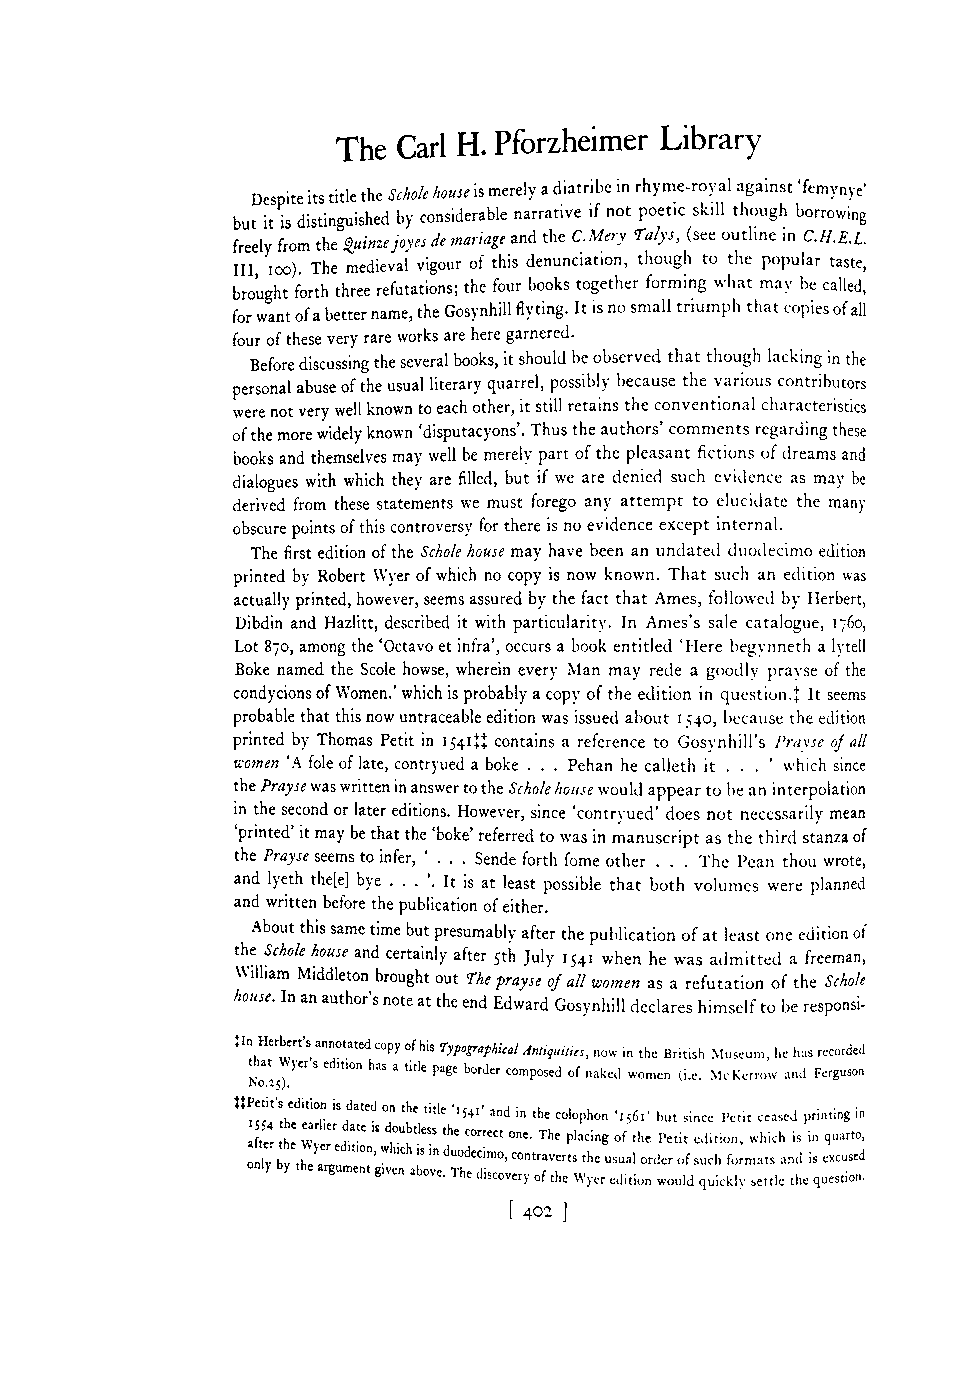 The Carl H. Pforzheimer Library
Despite its title the Schole house is merely a diatribe in rhyme-royal against 'femynye'
but it is distinguished by considerable narrative if not poetic skill though borrowing
freely from the Quinze joyes de mariage and the C.Mery Talys, (see outline in C.H.E.L.
III, 100). The medieval vigour of this denunciation, though to the popular taste,
brought forth three refutations; the four books together forming what may be called,
for want of a better name, the Gosynhill flyting. It is no small triumph that copies of all
four of these very rare works are here garnered.
Before discussing the several books, it should be observed that though lacking in the
personal abuse of the usual literary quarrel, possibly because the various contributors
were not very well known to each other, it still retains the conventional characteristics
of the more widely known 'disputacyons'. Thus the authors' comments regarding these
books and themselves may well be merely part of the pleasant fictions of dreams and
dialogues with which they are filled, but if we are denied such evidence as may be
derived from these statements we must forego any attempt to elucidate the many
obscure points of this controversy for there is no evidence except internal.
The first edition of the Schole house may have been an undated duodecimo edition
printed by Robert Wyer of which no copy is now known. That such an edition was
actually printed, however, seems assured by the fact that Ames, followed by Herbert,
Dibdin and Hazlitt, described it with particularity. In Ames's sale catalogue, 1760,
Lot 870, among the 'Octavo et infra', occurs a book entitled 'Here begynneth a lytell
Boke named the Scole howse, wherein every Man may rede a goodly prayse of the
condycions of Women.' which is probably a copy of the edition in question.‡ It seems
probable that this now untraceable edition was issued about 1540, because the edition
printed by Thomas Petit in 1541‡‡ contains a reference to Gosynhill's Prayse of all
women 'A fole of late, contryued a boke . . . Pehan he calleth it . . . ' which since
the Prayse was written in answer to the Schole house would appear to be an interpolation
in the second or later editions. However, since 'contryued' does not necessarily mean
'printed' it may be that the 'boke' referred to was in manuscript as the third stanza of
the Prayse seems to infer, ' . . . Sende forth fome other . . . The Pean thou wrote,
and lyeth the[e] bye . . . '. It is at least possible that both volumes were planned
and written before the publication of either.
About this same time but presumably after the publication of at least one edition of
the Schole house and certainly after 5th July 1541 when he was admitted a freeman,
William Middleton brought out The prayse of all women as a refutation of the Schole
house. In an author's note at the end Edward Gosynhill declares himself to be responsi-
‡In Herbert's annotated copy of his Typographical Antiquities, now in the British Museum, he has recorded
that Wyer's edition has a title page border composed of naked women (i.e. McKerrow and Ferguson
No.25).
‡‡Petit's edition is dated on the title '1541' and in the colophon '1561' but since Petit ceased printing in
1554 the earlier date is doubtless the correct one. The placing of the Petit edition, which is in quarto,
after the Wyer edition, which is in duodecimo, contraverts the usual order of such formats and is excused
only by the argument given above. The discovery of the Wyer edition would quickly settle the question.
[ 402 ]